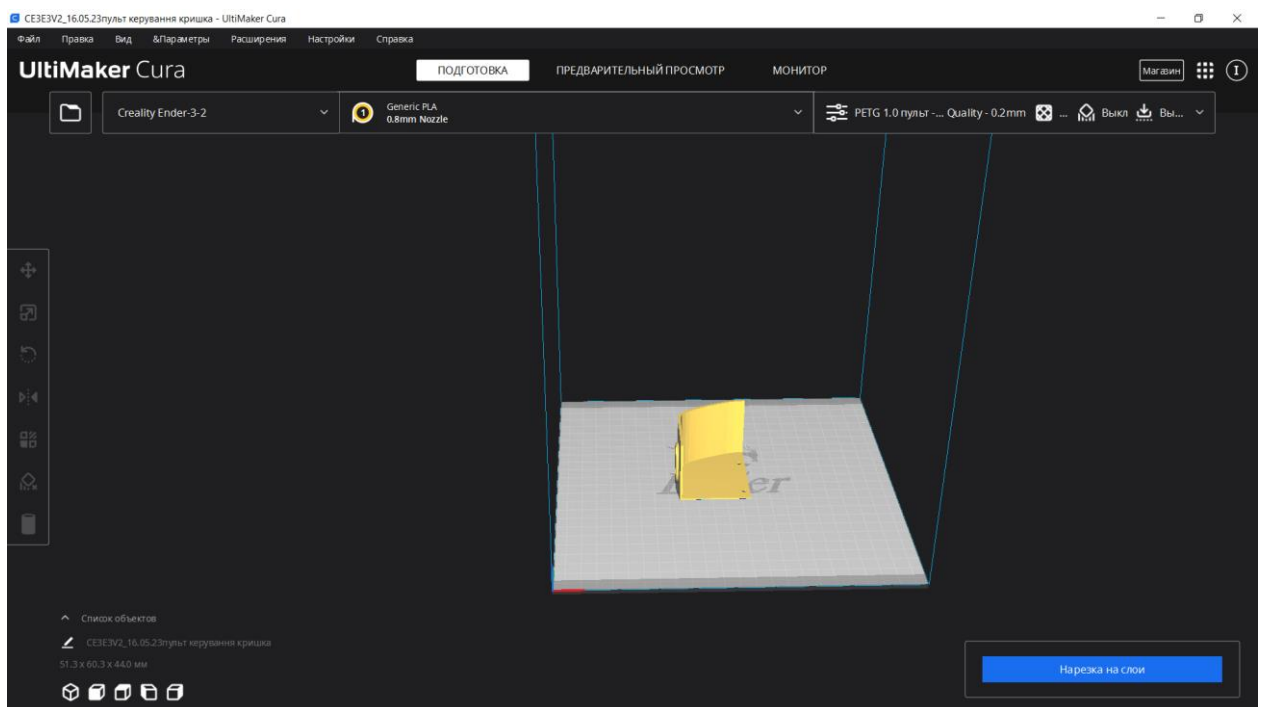 CE3E3V2_16.05.23пульт керування кришка - UltiMaker Cura
Файл Правка Вид &Параметры Расширения Настройки Справка
UltiMaker Cura ПОДГОТОВКА ПРЕДВАРИТЕЛЬНЫЙ ПРОСМОТР МОНИТОР Магазин I
Creality Ender-3-2 1 Generic PLA PETG 1.0 пульт -... Quality - 0.2mm ... Выкл Вы...
0.8mm Nozzle
er
Список объектов
CE3E3V2_16.05.23пульт керування кришка
51.3 x 60.3 x 44.0 мм
Нарезка на слои